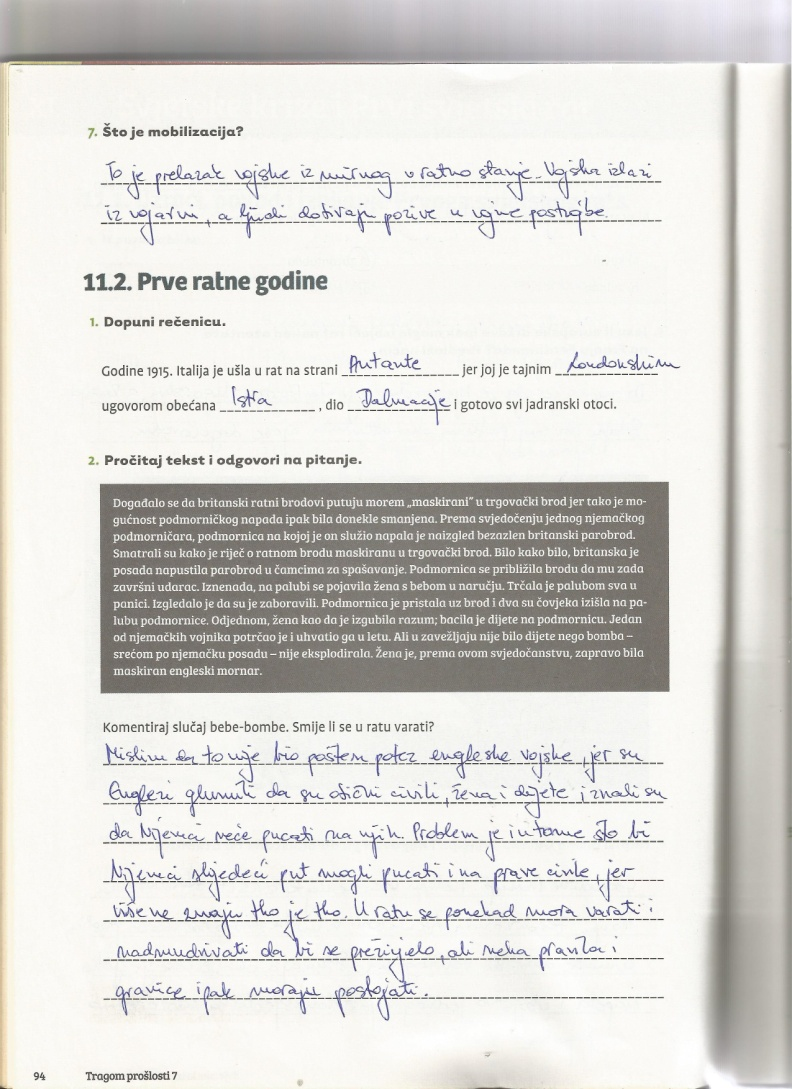 7. Što je mobilizacija?
To je prelazak vojske iz mirnog u ratno stanje. Vojska izlazi
iz vojarni, a ljudi dobivaju pozive u vojne postrojbe.
11.2. Prve ratne godine
1. Dopuni rečenicu.
Godine 1915. Italija je ušla u rat na strani Antante jer joj je tajnim Londonskim
ugovorom obećana Istra, dio Dalmacije i gotovo svi jadranski otoci.
2. Pročitaj tekst i odgovori na pitanje.
Događalo se da britanski ratni brodovi putuju morem „maskirani” u trgovački brod jer tako je mo-
gućnost podmorničkog napada ipak bila donekle smanjena. Prema svjedočenju jednog njemačkog
podmorničara, podmornica na kojoj je on služio napala je naizgled bezazlen britanski parobrod.
Smatrali su kako je riječ o ratnom brodu maskiranu u trgovački brod. Bilo kako bilo, britanska je
posada napustila parobrod u čamcima za spašavanje. Podmornica se približila brodu da mu zada
završni udarac. Iznenada, na palubi se pojavila žena s bebom u naručju. Trčala je palubom sva u
panici. Izgledalo je da su je zaboravili. Podmornica je pristala uz brod i dva su čovjeka izišla na pa-
lubu podmornice. Odjednom, žena kao da je izgubila razum; bacila je dijete na podmornicu. Jedan
od njemačkih vojnika potrčao je i uhvatio ga u letu. Ali u zavežljaju nije bilo dijete nego bomba –
srećom po njemačku posadu – nije eksplodirala. Žena je, prema ovom svjedočanstvu, zapravo bila
maskiran engleski mornar.
Komentiraj slučaj bebe-bombe. Smije li se u ratu varati?
Mislim da to nije bio pošten potez engleske vojske, jer su
Englezi glumili da su obični civili, žena i dijete i znali su
da Nijemci neće pucati na njih. Problem je i u tome što bi
Nijemci slijedeći put mogli pucati i na prave civile, jer
više ne znaju tko je tko. U ratu se ponekad mora varati i
nadmudrivati da bi se preživjelo, ali neka pravila i
granice ipak moraju postojati.
94 Tragom prošlosti 7